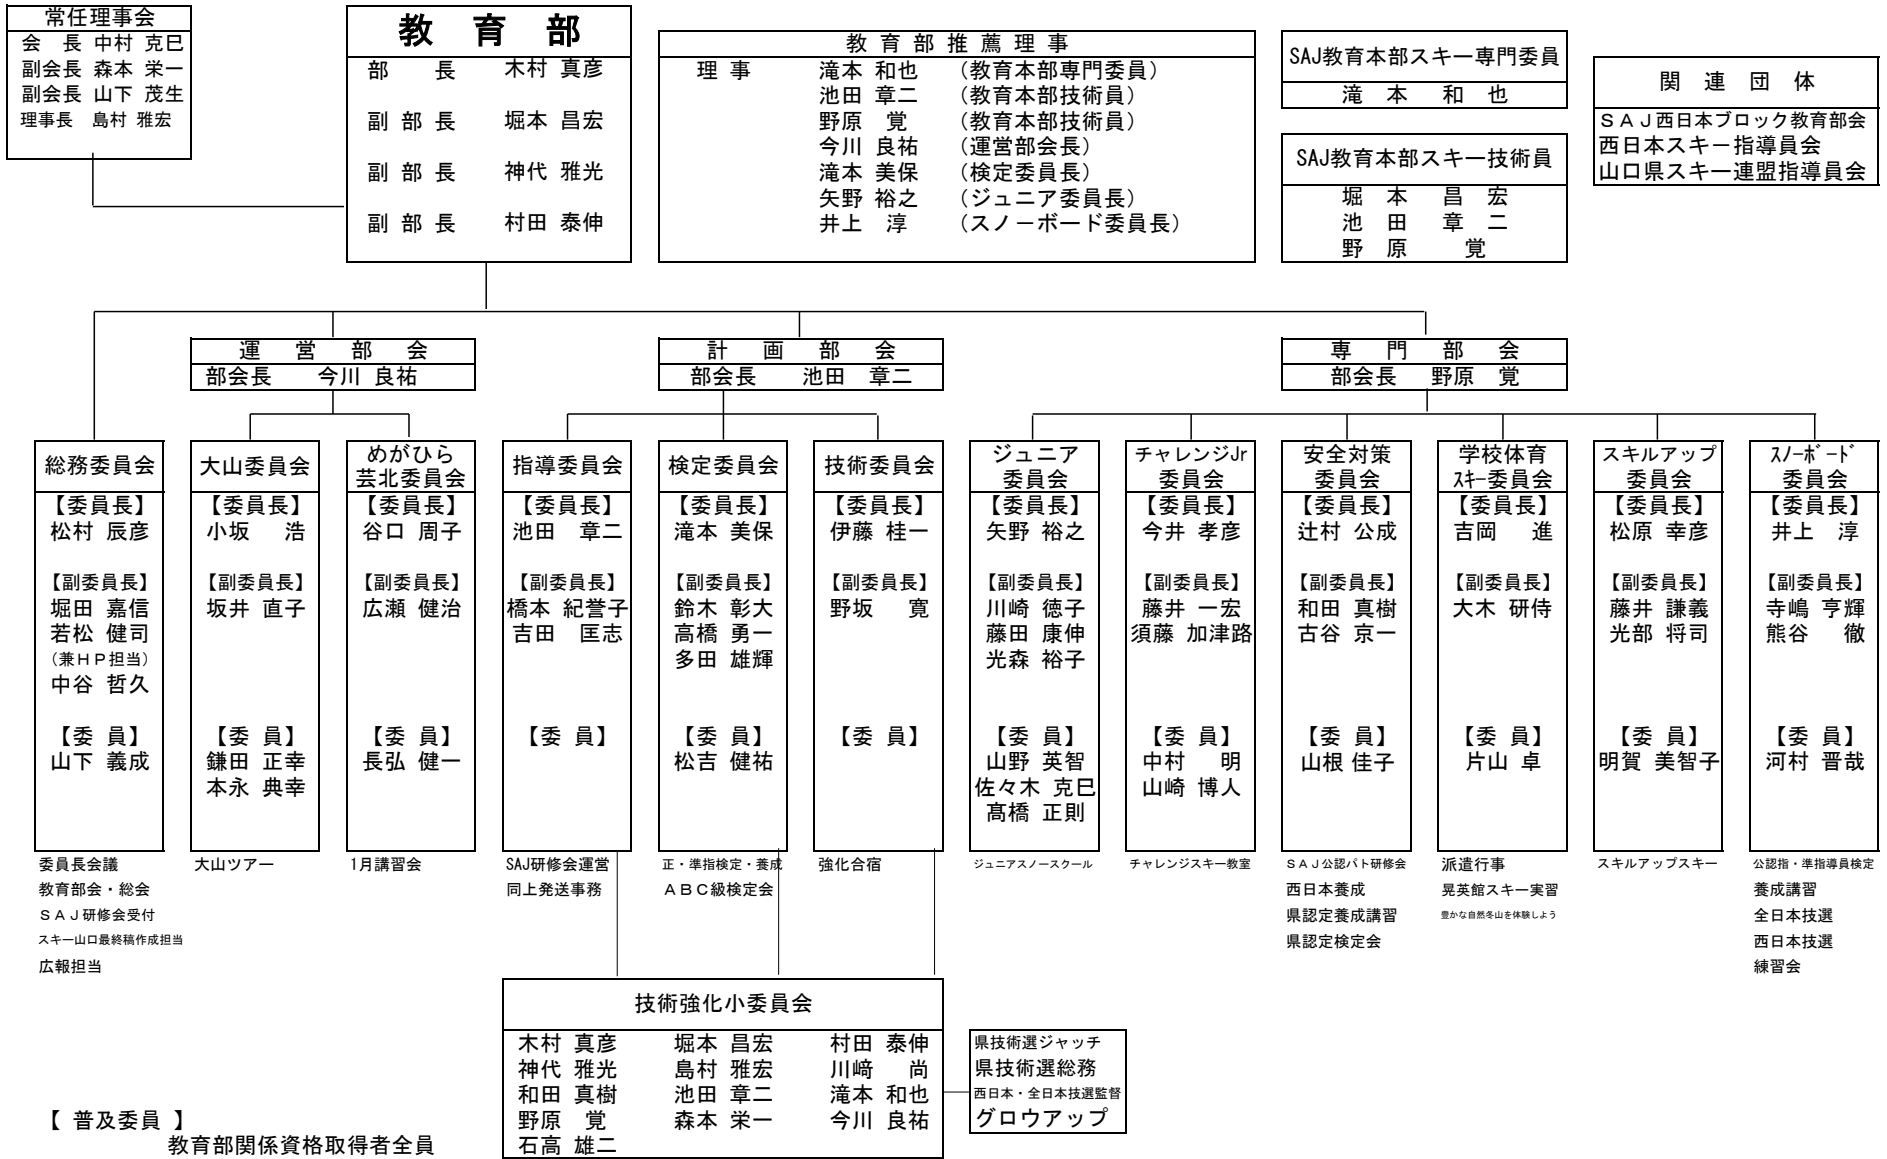 常任理事会
会　長 中村 克巳
副会長 森本 栄一
副会長 山下 茂生
理事長 島村 雅宏
教　育　部
部　　長　木村 真彦
副 部 長　堀本 昌宏
副 部 長　神代 雅光
副 部 長　村田 泰伸
教 育 部 推 薦 理 事
理 事　滝本 和也　（教育本部専門委員）
池田 章二　（教育本部技術員）
野原　覚　（教育本部技術員）
今川 良祐　（運営部会長）
滝本 美保　（検定委員長）
矢野 裕之　（ジュニア委員長）
井上　淳　（スノーボード委員長）
SAJ教育本部スキー専門委員
滝　本　和　也
SAJ教育本部スキー技術員
堀　本　昌　宏
池　田　章　二
野　原　　覚
関　連　団　体
ＳＡＪ西日本ブロック教育部会
西日本スキー指導員会
山口県スキー連盟指導員会
運　営　部　会
部会長　今川 良祐
計　画　部　会
部会長　池田　章二
専　門　部　会
部会長　野原　覚
総務委員会
【委員長】
松村 辰彦
【副委員長】
堀田 嘉信
若松 健司
（兼ＨＰ担当）
中谷 哲久
【委 員】
山下 義成
委員長会議
教育部会・総会
ＳＡＪ研修会受付
スキー山口最終稿作成担当
広報担当
大山委員会
【委員長】
小坂　浩
【副委員長】
坂井 直子
【委 員】
鎌田 正幸
本永 典幸
大山ツアー
めがひら
芸北委員会
【委員長】
谷口 周子
【副委員長】
広瀬 健治
【委 員】
長弘 健一
1月講習会
指導委員会
【委員長】
池田　章二
【副委員長】
橋本 紀誉子
吉田　匡志
【委 員】
SAJ研修会運営
同上発送事務
検定委員会
【委員長】
滝本 美保
【副委員長】
鈴木 彰大
高橋 勇一
多田 雄輝
【委 員】
松吉 健祐
正・準指検定・養成
ＡＢＣ級検定会
技術委員会
【委員長】
伊藤 桂一
【副委員長】
野坂　寛
【委 員】
強化合宿
ジュニア
委員会
【委員長】
矢野 裕之
【副委員長】
川崎 徳子
藤田 康伸
光森 裕子
【委 員】
山野 英智
佐々木 克巳
髙橋 正則
ジュニアスノースクール
チャレンジJr
委員会
【委員長】
今井 孝彦
【副委員長】
藤井 一宏
須藤 加津路
【委 員】
中村　明
山崎 博人
チャレンジスキー教室
安全対策
委員会
【委員長】
辻村 公成
【副委員長】
和田 真樹
古谷 京一
【委 員】
山根 佳子
ＳＡＪ公認パト研修会
西日本養成
県認定養成講習
県認定検定会
学校体育
ｽｷｰ委員会
【委員長】
吉岡　進
【副委員長】
大木 研侍
【委 員】
片山 卓
派遣行事
晃英館スキー実習
豊かな自然冬山を体験しよう
スキルアップ
委員会
【委員長】
松原 幸彦
【副委員長】
藤井 謙義
光部 将司
【委 員】
明賀 美智子
スキルアップスキー
ｽﾉｰﾎﾞｰﾄﾞ
委員会
【委員長】
井上　淳
【副委員長】
寺嶋 亨輝
熊谷　徹
【委 員】
河村 晋哉
公認指・準指導員検定
養成講習
全日本技選
西日本技選
練習会
技術強化小委員会
木村 真彦　堀本 昌宏　村田 泰伸
神代 雅光　島村 雅宏　川﨑　尚
和田 真樹　池田 章二　滝本 和也
野原　覚　森本 栄一　今川 良祐
石高 雄二
県技術選ジャッチ
県技術選総務
西日本・全日本技選監督
グロウアップ
【 普及委員 】
教育部関係資格取得者全員